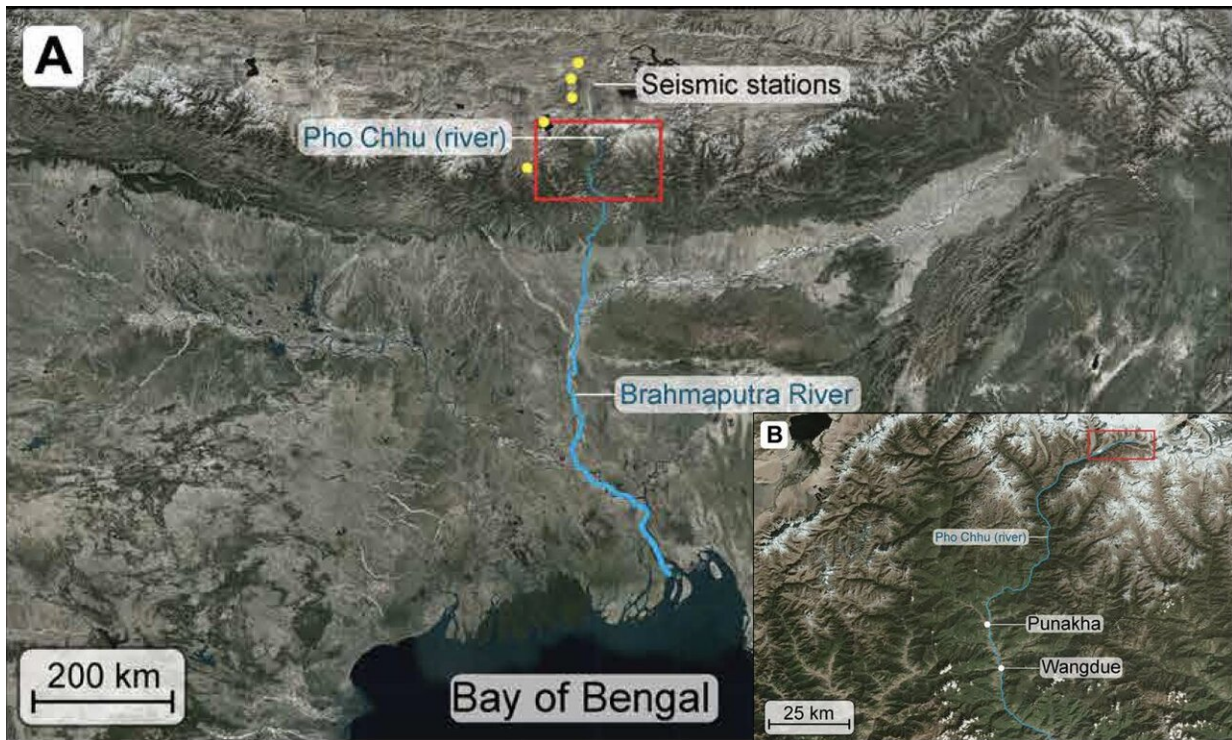 A
Seismic stations
Pho Chhu (river)
Brahmaputra River
200 km
Bay of Bengal
B
Pho Chhu (river)
Punakha
Wangdue
25 km